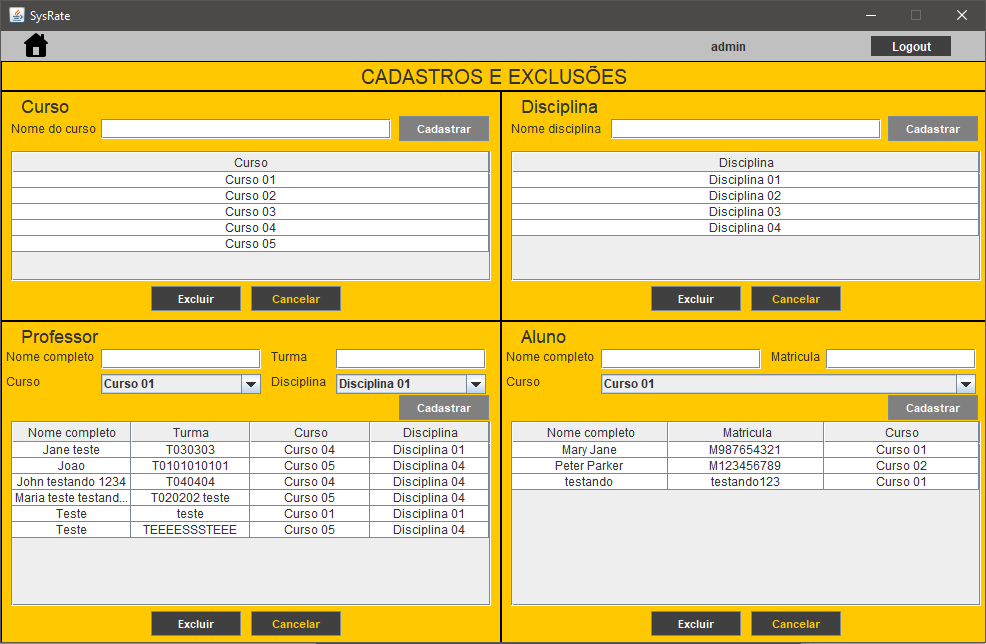 SysRate
admin Logout
CADASTROS E EXCLUSÕES
Curso
Nome do curso Cadastrar
Curso
Curso 01
Curso 02
Curso 03
Curso 04
Curso 05
Excluir Cancelar
Disciplina
Nome disciplina Cadastrar
Disciplina
Disciplina 01
Disciplina 02
Disciplina 03
Disciplina 04
Excluir Cancelar
Professor
Nome completo Turma
Curso Curso 01 Disciplina Disciplina 01
Cadastrar
Nome completo Turma Curso Disciplina
Jane teste T030303 Curso 04 Disciplina 01
Joao T0101010101 Curso 05 Disciplina 04
John testando 1234 T040404 Curso 04 Disciplina 04
Maria teste testand... T020202 teste Curso 05 Disciplina 04
Teste teste Curso 01 Disciplina 01
Teste TEEEESSSTEEE Curso 05 Disciplina 04
Excluir Cancelar
Aluno
Nome completo Matricula
Curso Curso 01
Cadastrar
Nome completo Matricula Curso
Mary Jane M987654321 Curso 01
Peter Parker M123456789 Curso 02
testando testando123 Curso 01
Excluir Cancelar